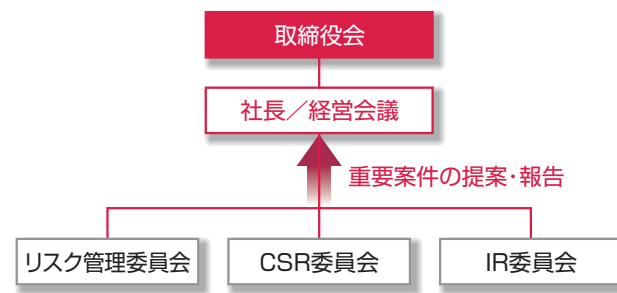 取締役会
社長／経営会議
重要案件の提案・報告
リスク管理委員会
CSR委員会
IR委員会